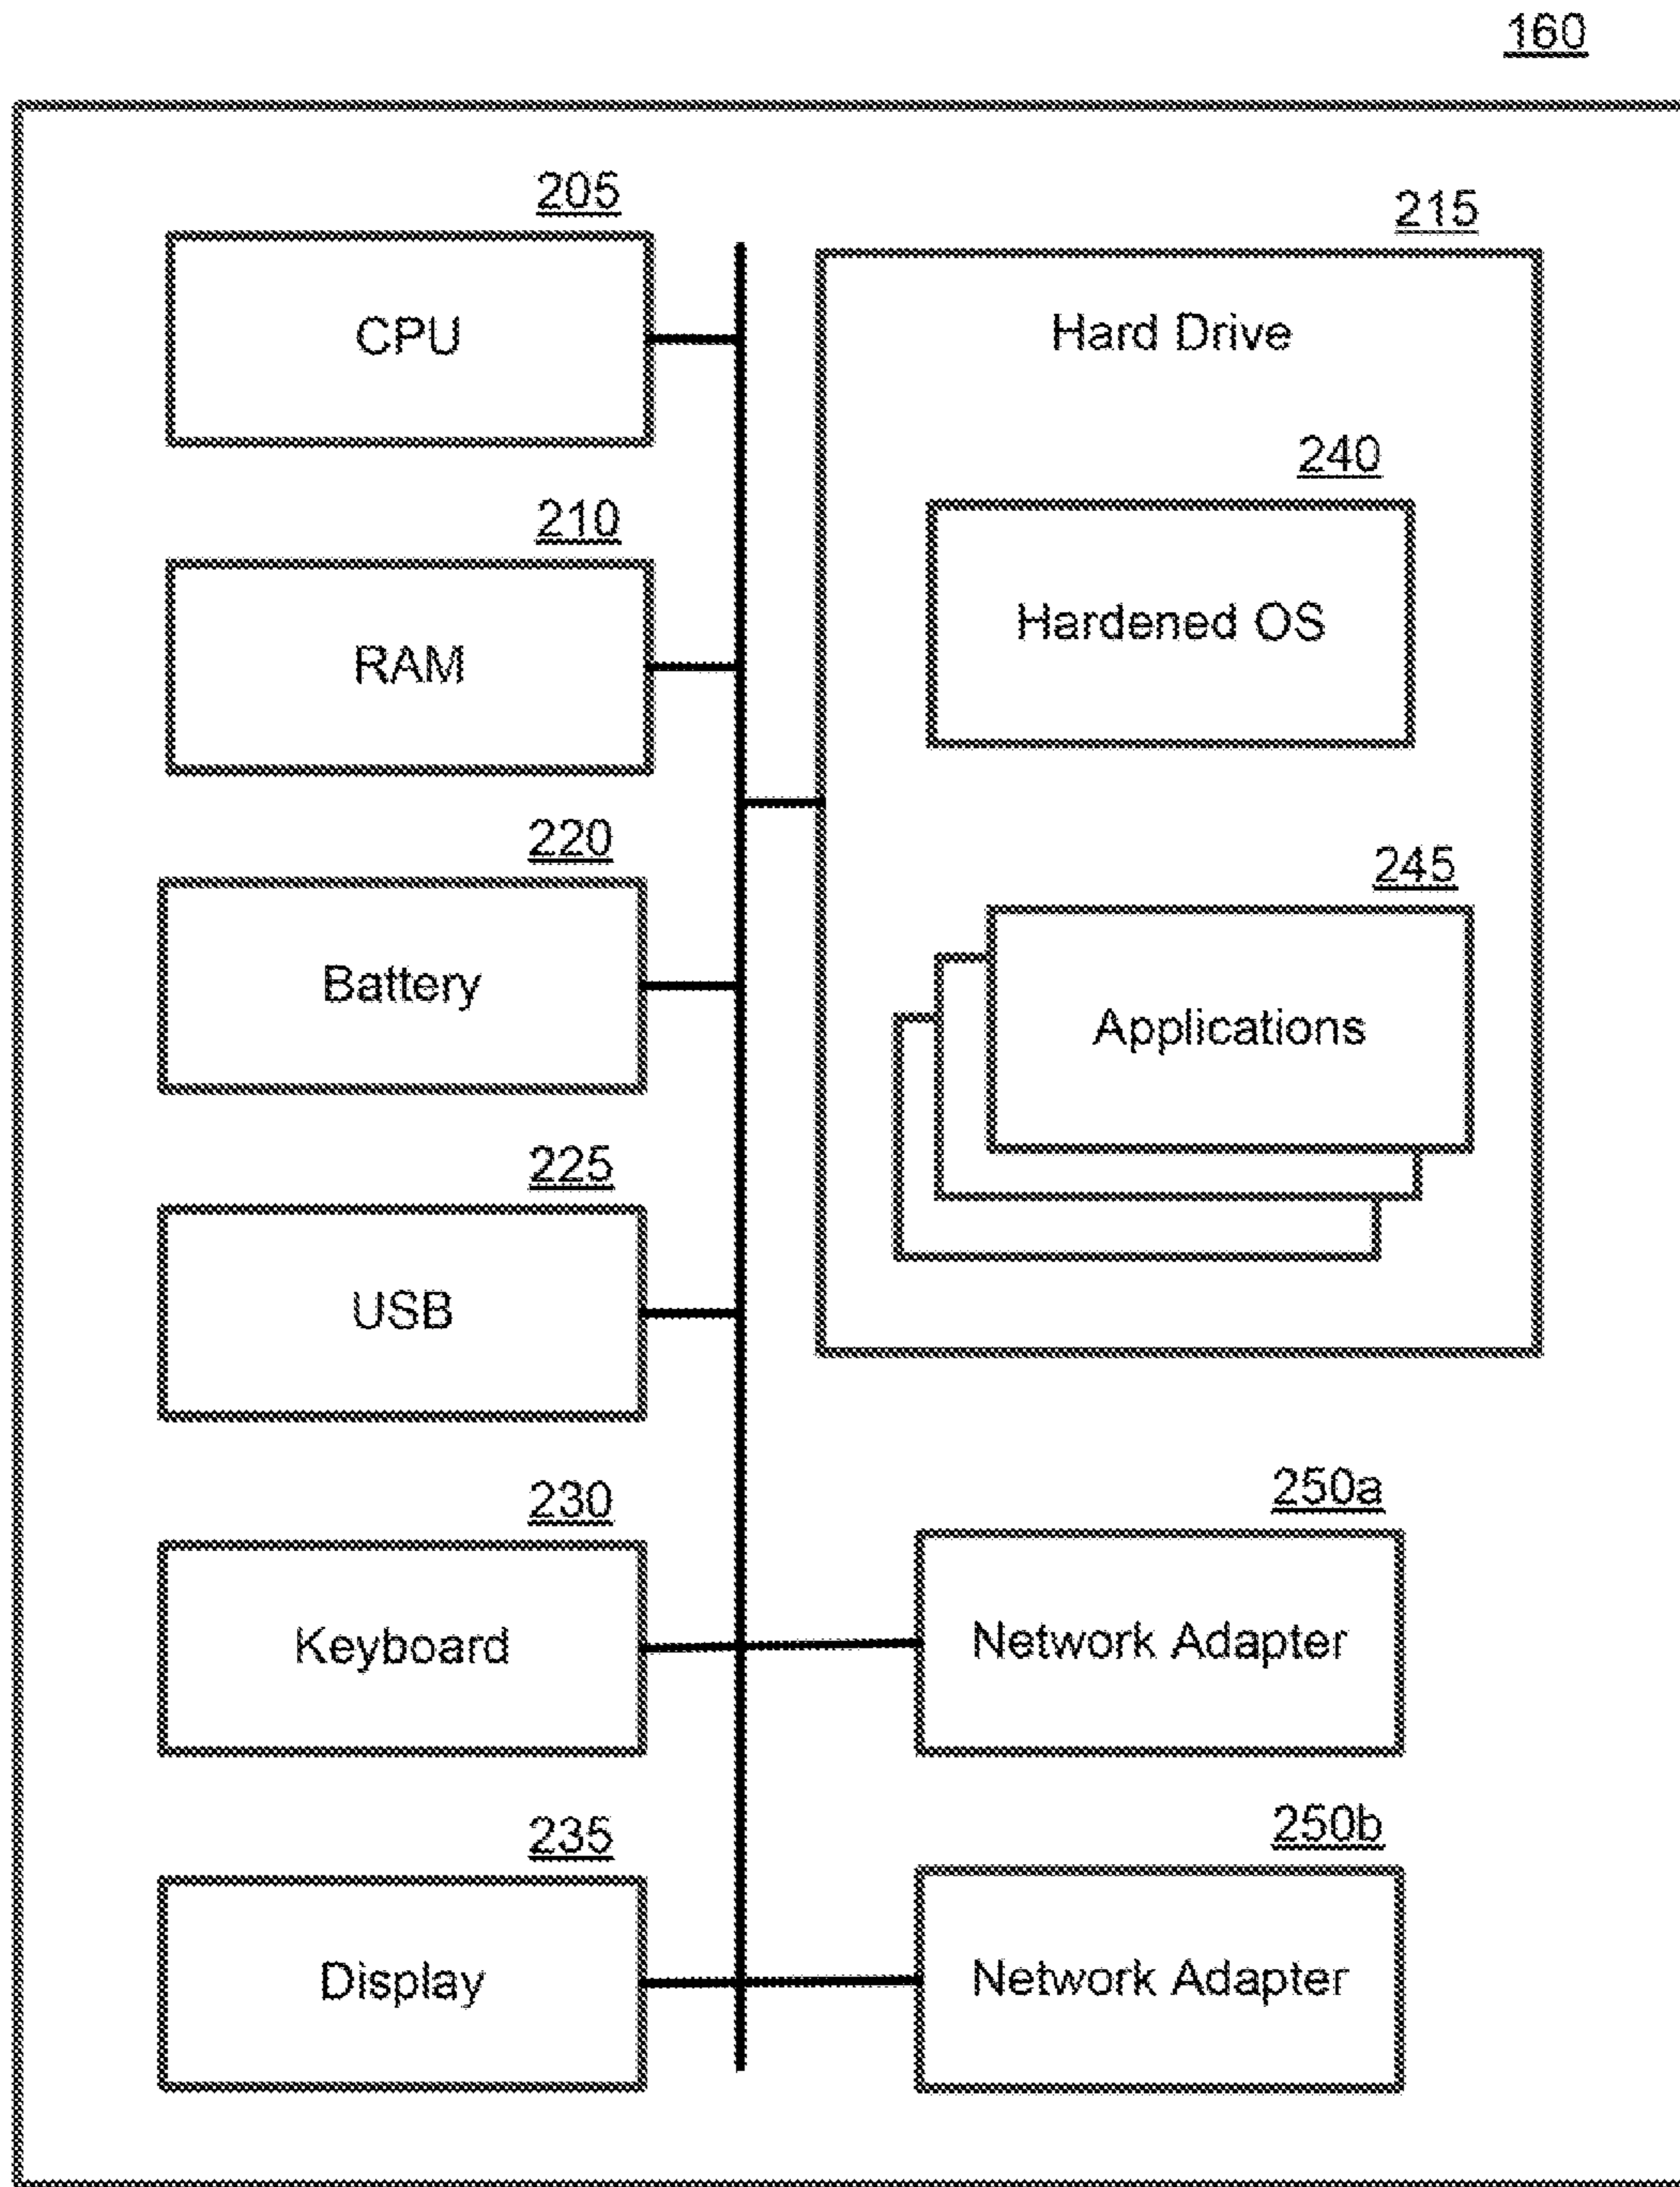 160
205
CPU
210
RAM
220
Battery
225
USB
230
Keyboard
235
Display
215
Hard Drive
240
Hardened OS
245
Applications
250a
Network Adapter
250b
Network Adapter